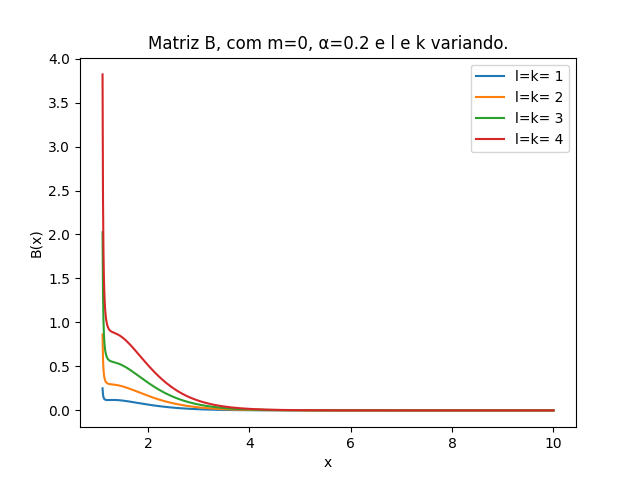 Matriz B, com m=0, α=0.2 e l e k variando.
l=k= 1
l=k= 2
l=k= 3
l=k= 4
B(x)
4.0
3.5
3.0
2.5
2.0
1.5
1.0
0.5
0.0
2
4
6
8
10
x